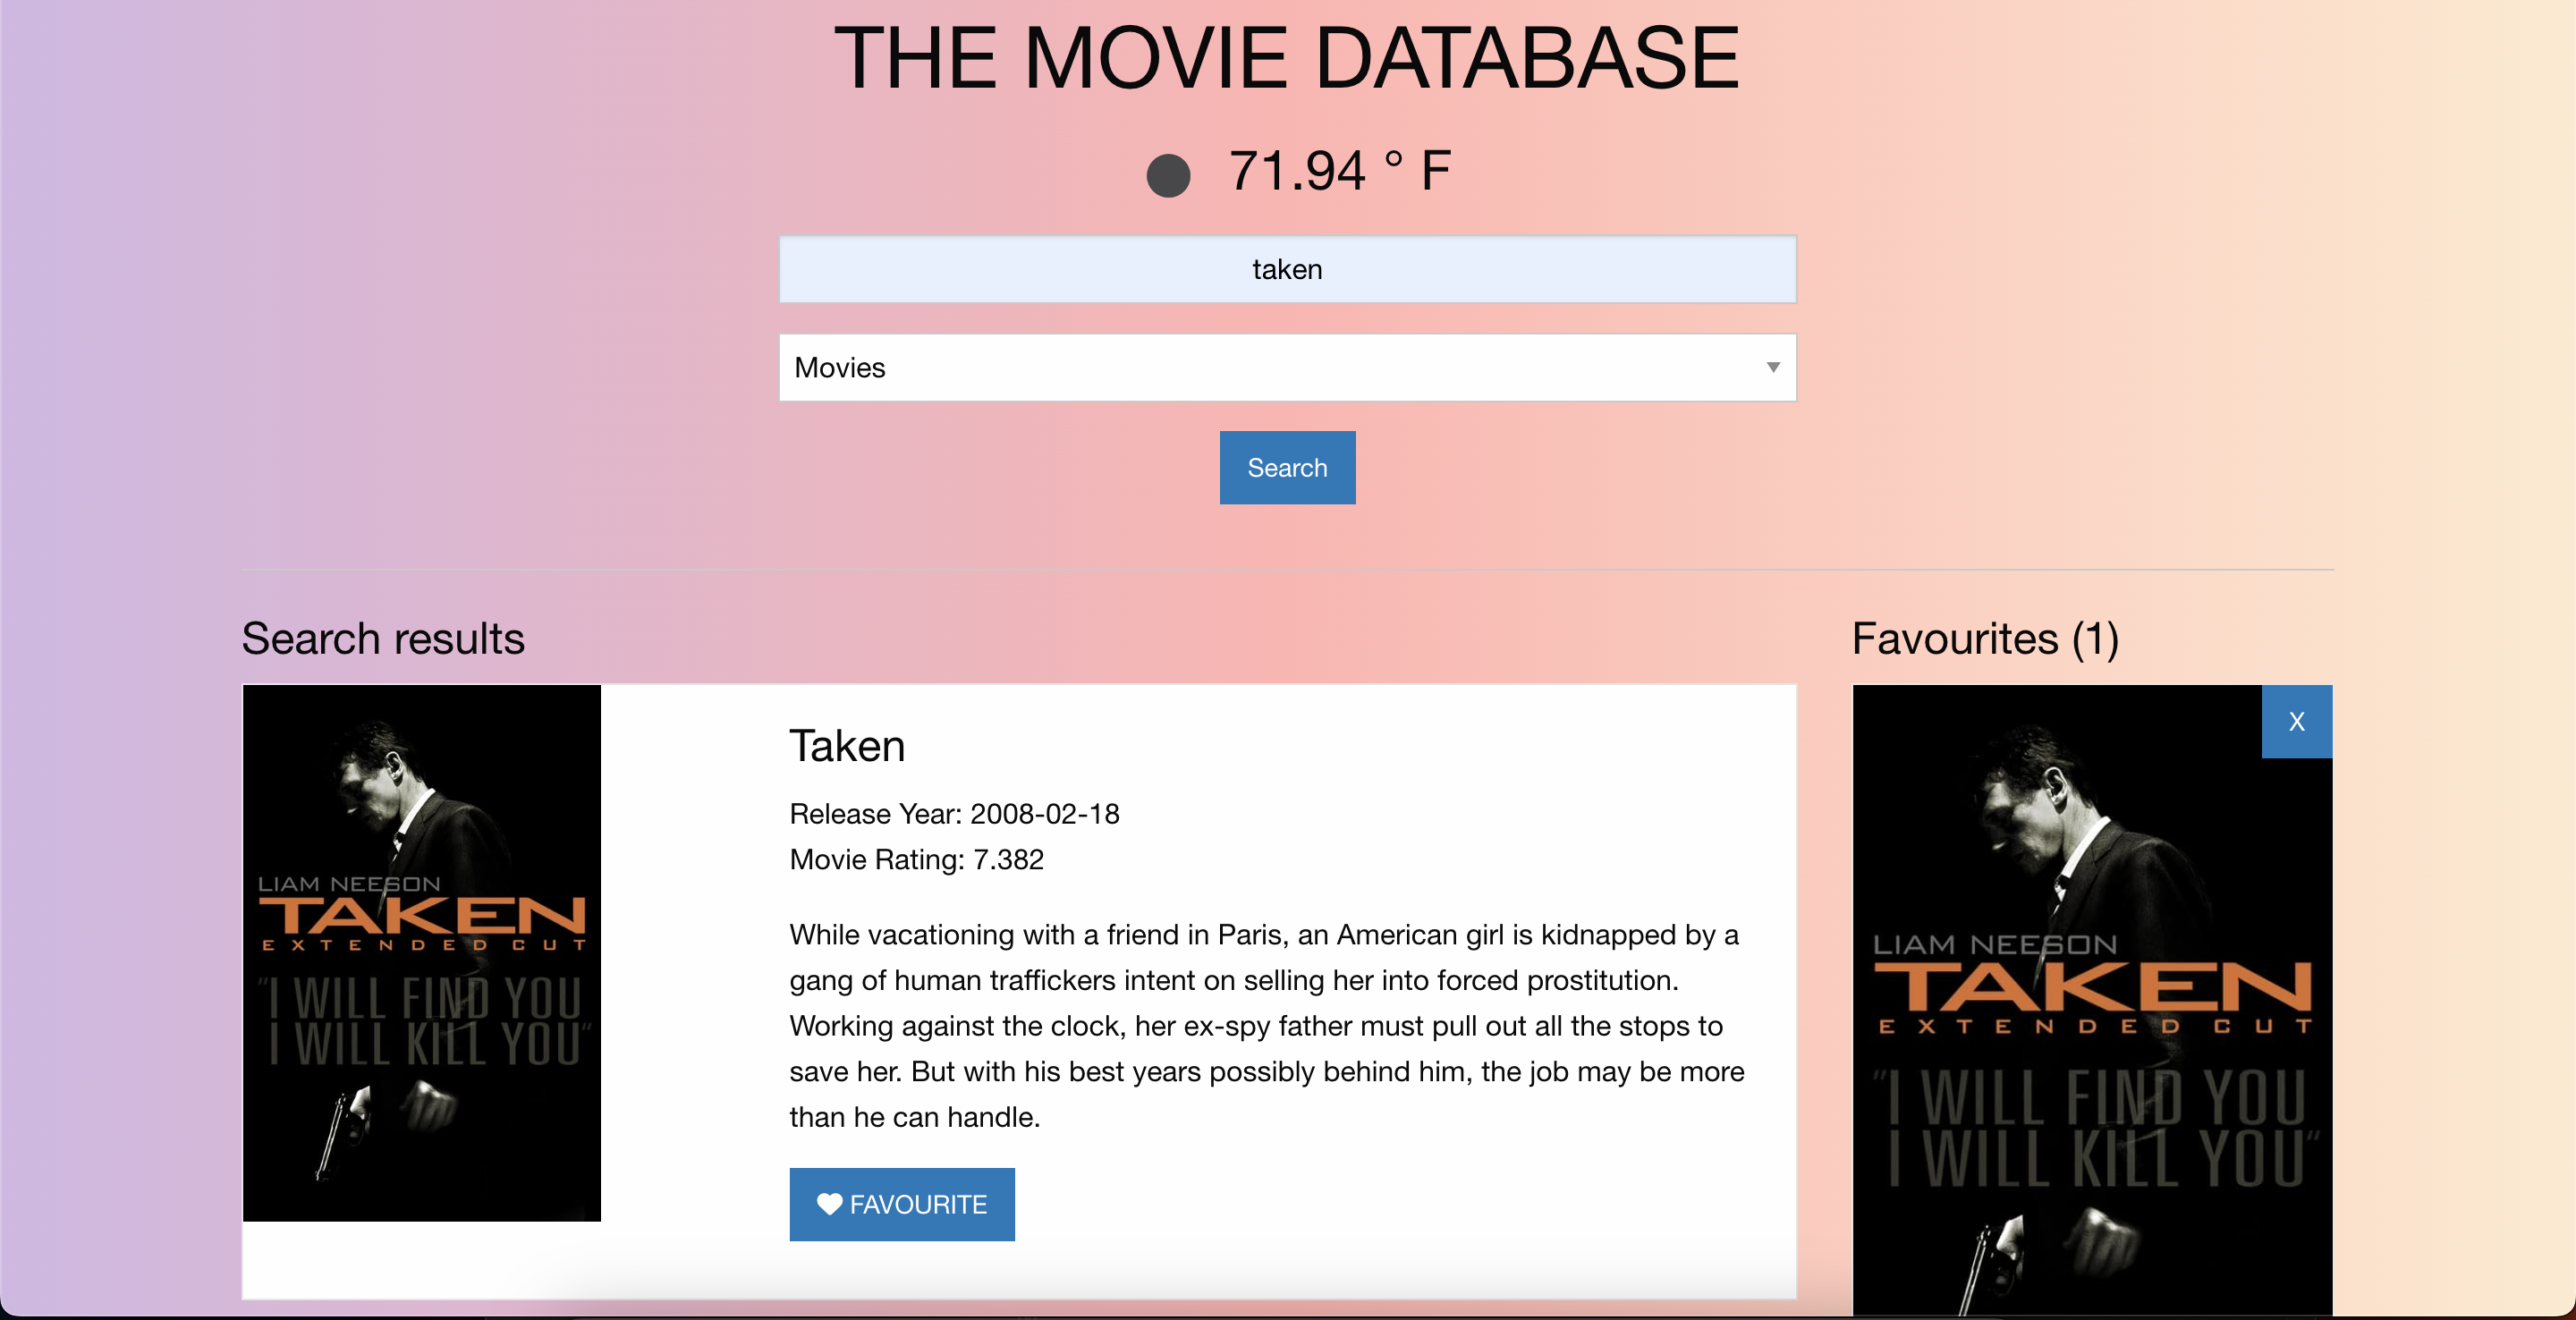 THE MOVIE DATABASE
71.94 ° F
taken
Movies
Search
Search results
LIAM NEESON
TAKEN
EXTENDED CUT
"I WILL FIND YOU
I WILL KILL YOU"
Taken
Release Year: 2008-02-18
Movie Rating: 7.382
While vacationing with a friend in Paris, an American girl is kidnapped by a
gang of human traffickers intent on selling her into forced prostitution.
Working against the clock, her ex-spy father must pull out all the stops to
save her. But with his best years possibly behind him, the job may be more
than he can handle.
FAVOURITE
Favourites (1)
X
LIAM NEESON
TAKEN
EXTENDED CUT
"I WILL FIND YOU
I WILL KILL YOU"